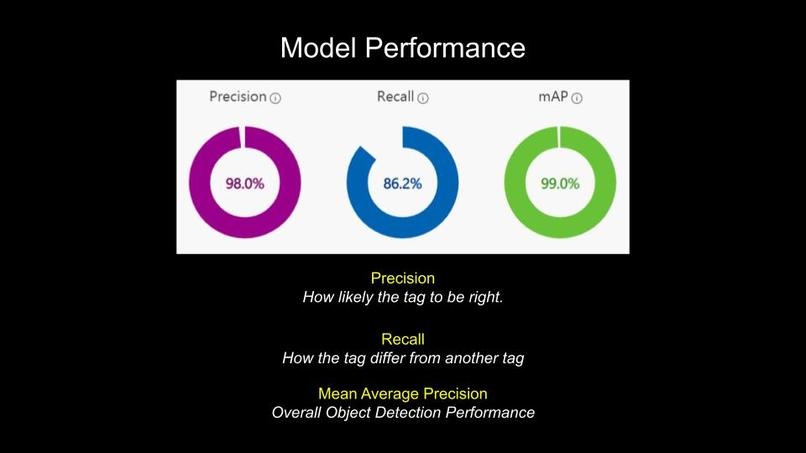 Model Performance
Precision
Recall
mAP
98.0%
86.2%
99.0%
Precision
How likely the tag to be right.
Recall
How the tag differ from another tag
Mean Average Precision
Overall Object Detection Performance